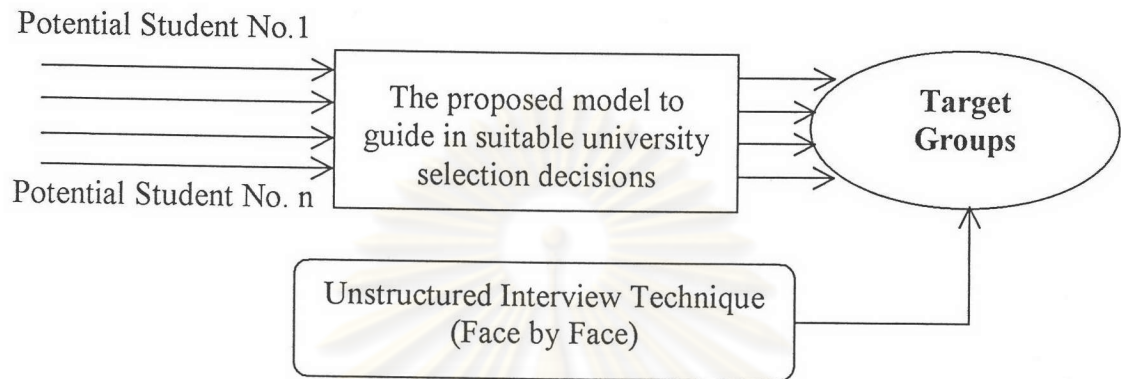 Potential Student No.1
The proposed model to
guide in suitable university
selection decisions
Target
Groups
Potential Student No. n
Unstructured Interview Technique
(Face by Face)